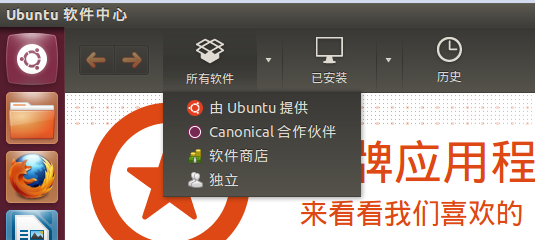 Ubuntu 软件中心
所有软件
已安装
历史
由 Ubuntu 提供
Canonical 合作伙伴
软件商店
独立
牌应用程
来看看我们喜欢的